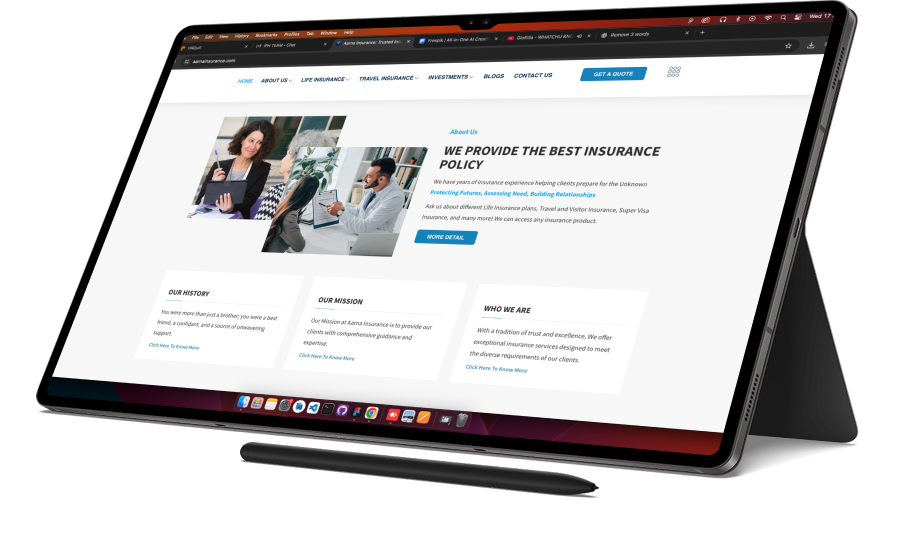 File Edit View History Bookmarks Profiles Tab Window Help
Wed 17
IPH TEAM - Chat
Aarna Insurance: Trusted In
Freepik | All-in-One AI Creat
Godzilla - WHATCHU KN
Remove 3 words
aarnainsurance.com
HOME ABOUT US LIFE INSURANCE TRAVEL INSURANCE INVESTMENTS BLOGS CONTACT US GET A QUOTE
About Us
WE PROVIDE THE BEST INSURANCE
POLICY
We have years of insurance experience helping clients prepare for the Unknown
Protecting Futures, Assessing Need, Building Relationships
Ask us about different Life Insurance plans, Travel and Visitor Insurance, Super Visa
Insurance, and many more! We can access any insurance product.
MORE DETAIL
OUR HISTORY
You were more than just a brother; you were a best
friend, a confident, and a source of unwavering
support.
Click Here To Know More
OUR MISSION
Our Mission at Aarna Insurance is to provide our
clients with comprehensive guidance and
expertise.
Click Here To Know More
WHO WE ARE
With a tradition of trust and excellence, We offer
exceptional insurance services designed to meet
the diverse requirements of our clients.
Click Here To Know More